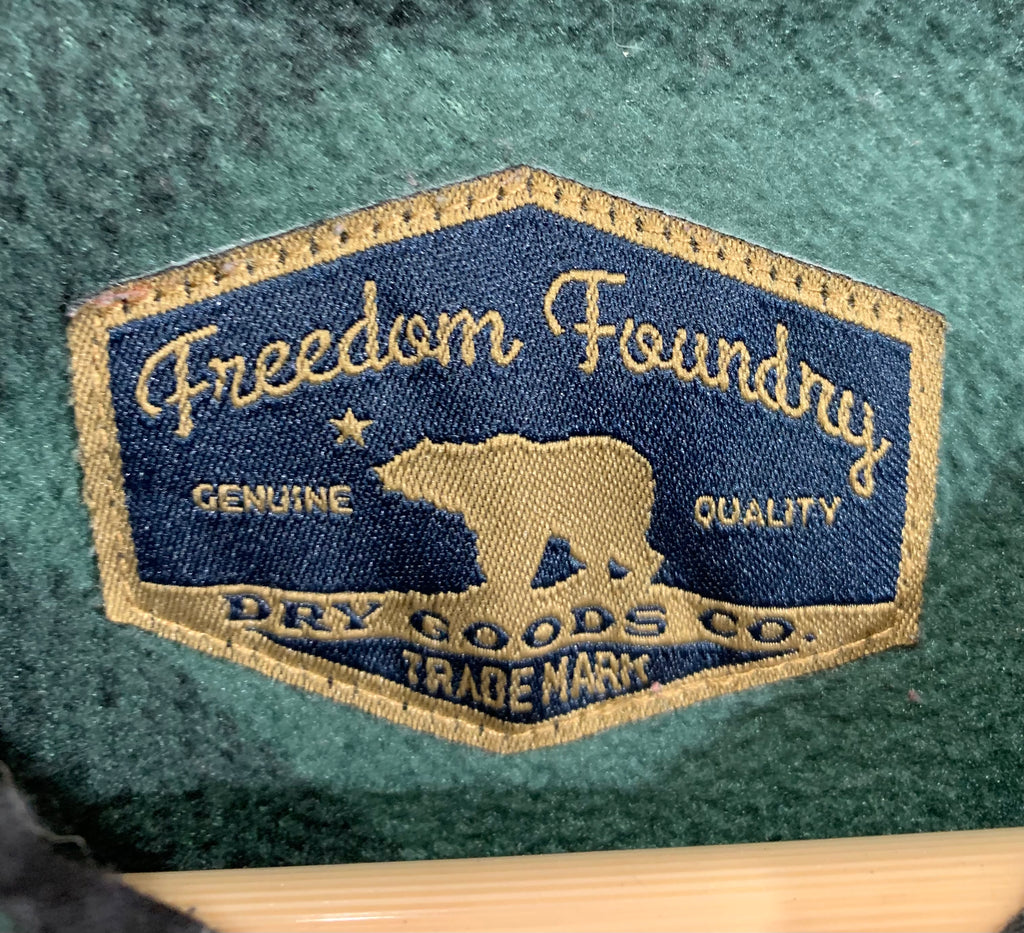 Freedom Foundry
GENUINE QUALITY
DRY GOODS CO.
TRADE MARK